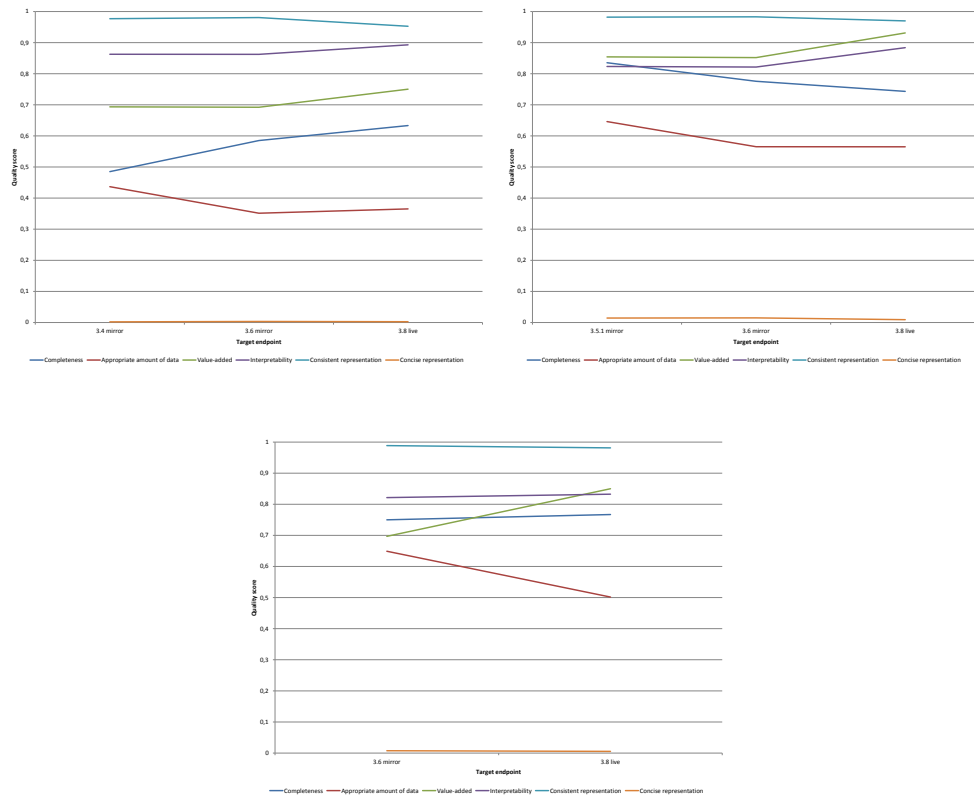 1
0,9
0,8
0,7
0,6
0,5
0,4
0,3
0,2
0,1
0
Quality score
3.4 mirror 3.6 mirror 3.8 live
Target endpoint
Completeness Appropriate amount of data Value-added Interpretability Consistent representation Concise representation
1
0,9
0,8
0,7
0,6
0,5
0,4
0,3
0,2
0,1
0
Quality score
3.5.1 mirror 3.6 mirror 3.8 live
Target endpoint
Completeness Appropriate amount of data Value-added Interpretability Consistent representation Concise representation
1
0,9
0,8
0,7
0,6
0,5
0,4
0,3
0,2
0,1
0
Quality score
3.6 mirror 3.8 live
Target endpoint
Completeness Appropriate amount of data Value-added Interpretability Consistent representation Concise representation